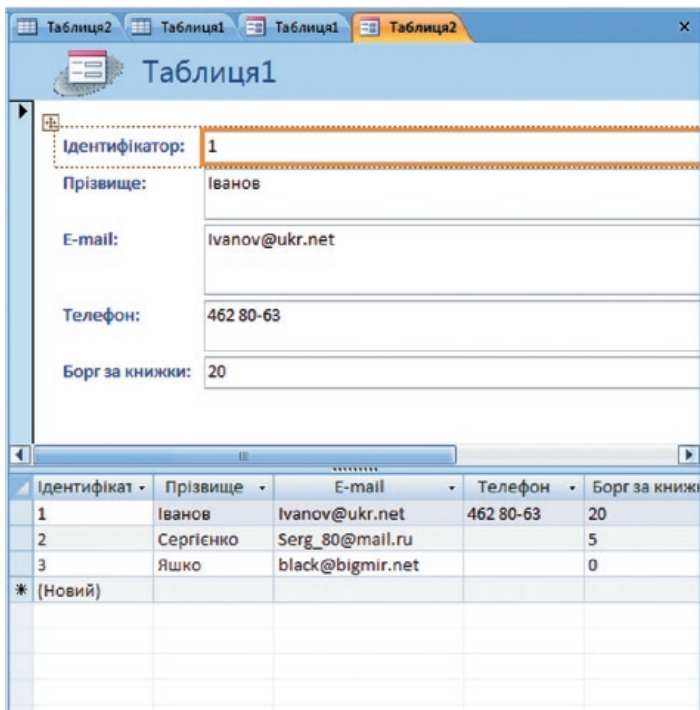 Таблиця2 Таблиця1 Таблиця1 Таблиця2
Таблиця1
Ідентифікатор: 1
Прізвище: Іванов
E-mail: Ivanov@ukr.net
Телефон: 462 80-63
Борг за книжки: 20
Ідентифікат Прізвище E-mail Телефон Борг за книжк
1 Іванов Ivanov@ukr.net 462 80-63 20
2 Сергієнко Serg_80@mail.ru 5
3 Яшко black@bigmir.net 0
(Новий)